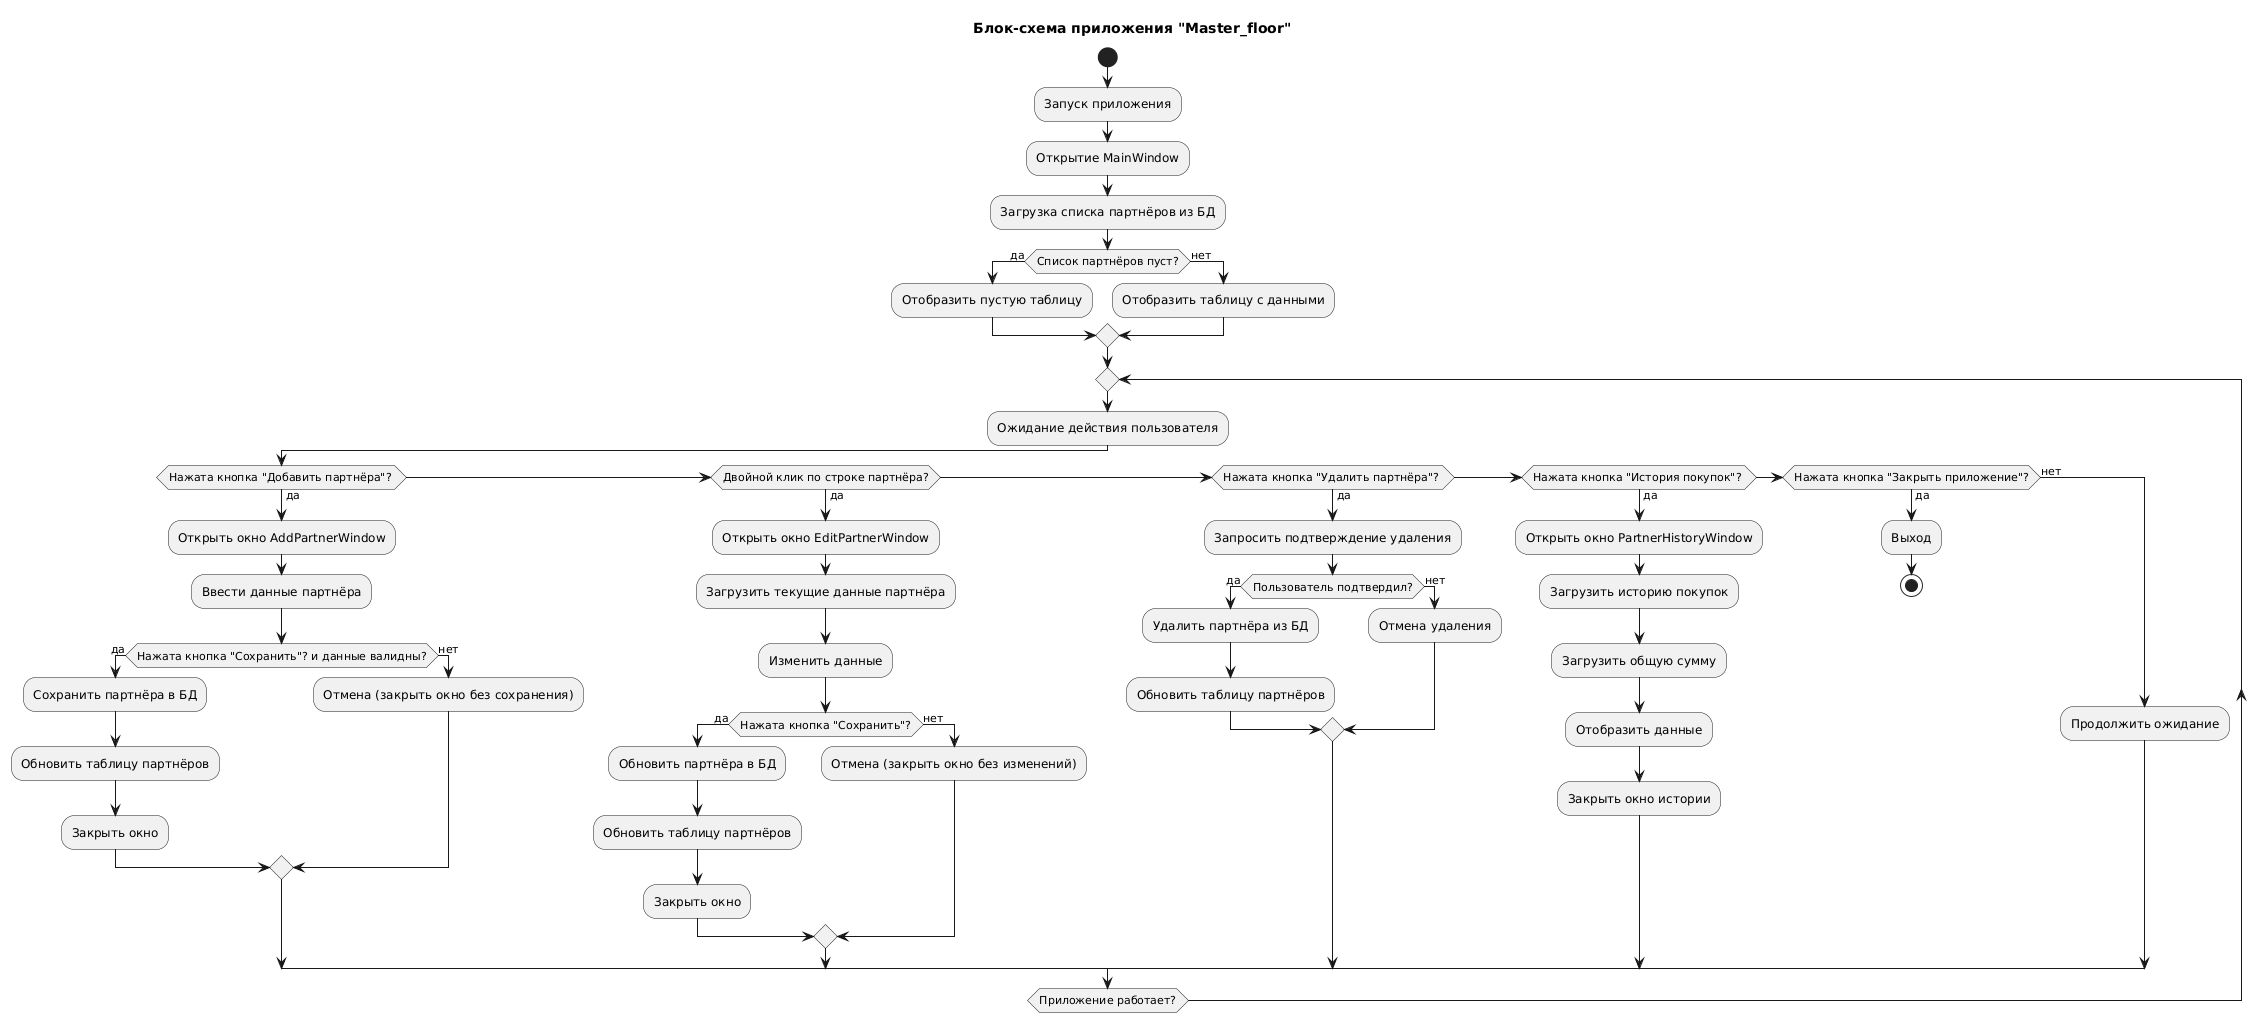 Блок-схема приложения "Master_floor"
Запуск приложения
Открытие MainWindow
Загрузка списка партнёров из БД
да
Список партнёров пуст?
нет
Отобразить пустую таблицу
Отобразить таблицу с данными
Ожидание действия пользователя
Нажата кнопка "Добавить партнёра"?
да
Открыть окно AddPartnerWindow
Ввести данные партнёра
да
Нажата кнопка "Сохранить"? и данные валидны?
нет
Сохранить партнёра в БД
Обновить таблицу партнёров
Закрыть окно
Отмена (закрыть окно без сохранения)
Двойной клик по строке партнёра?
да
Открыть окно EditPartnerWindow
Загрузить текущие данные партнёра
Изменить данные
да
Нажата кнопка "Сохранить"?
нет
Обновить партнёра в БД
Обновить таблицу партнёров
Закрыть окно
Отмена (закрыть окно без изменений)
Нажата кнопка "Удалить партнёра"?
да
Запросить подтверждение удаления
да
Пользователь подтвердил?
нет
Удалить партнёра из БД
Обновить таблицу партнёров
Отмена удаления
Нажата кнопка "История покупок"?
да
Открыть окно PartnerHistoryWindow
Загрузить историю покупок
Загрузить общую сумму
Отобразить данные
Закрыть окно истории
Нажата кнопка "Закрыть приложение"?
да
Выход
нет
Продолжить ожидание
Приложение работает?